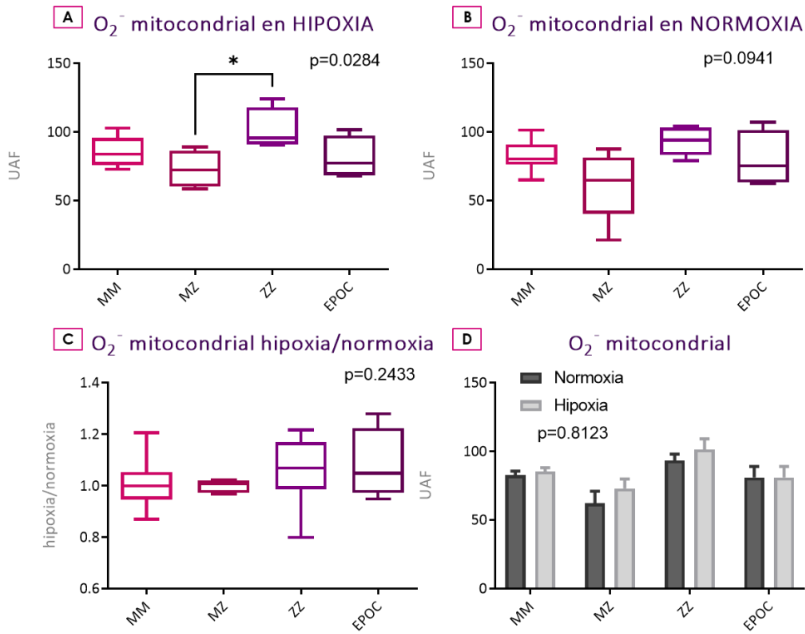 A O₂⁻ mitocondrial en HIPOXIA
p=0.0284
*
150
100
50
0
UAF
MM MZ ZZ EPOC
B O₂⁻ mitocondrial en NORMOXIA
p=0.0941
150
100
50
0
UAF
MM MZ ZZ EPOC
C O₂⁻ mitocondrial hipoxia/normoxia
p=0.2433
1.4
1.2
1.0
0.8
0.6
hipoxia/normoxia
MM MZ ZZ EPOC
D O₂⁻ mitocondrial
Normoxia
Hipoxia
p=0.8123
150
100
50
0
UAF
MM MZ ZZ EPOC